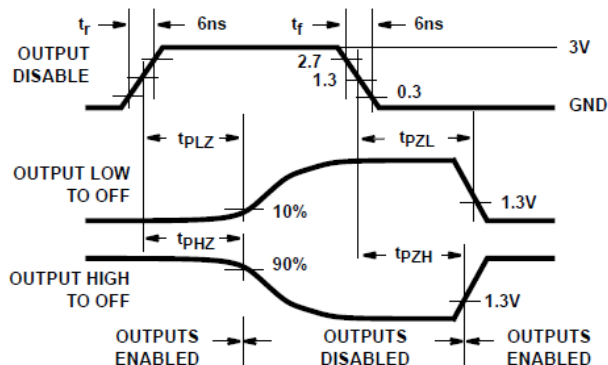 tr 6ns tf 6ns
OUTPUT
DISABLE
3V
2.7
1.3
0.3
GND
tPLZ tPZL
OUTPUT LOW
TO OFF
10%
1.3V
tPHZ tPZH
OUTPUT HIGH
TO OFF
90%
1.3V
OUTPUTS
ENABLED
OUTPUTS
DISABLED
OUTPUTS
ENABLED